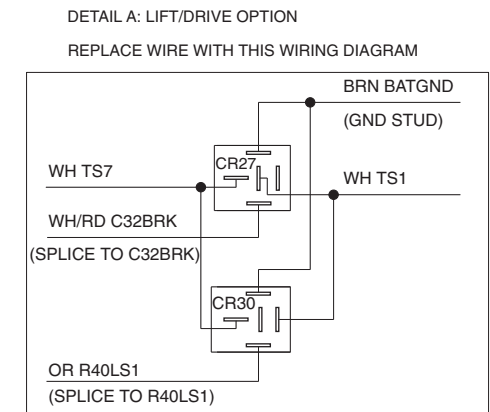 DETAIL A: LIFT/DRIVE OPTION
REPLACE WIRE WITH THIS WIRING DIAGRAM
BRN BATGND
(GND STUD)
CR27
WH TS7
WH TS1
WH/RD C32BRK
(SPLICE TO C32BRK)
CR30
OR R40LS1
(SPLICE TO R40LS1)